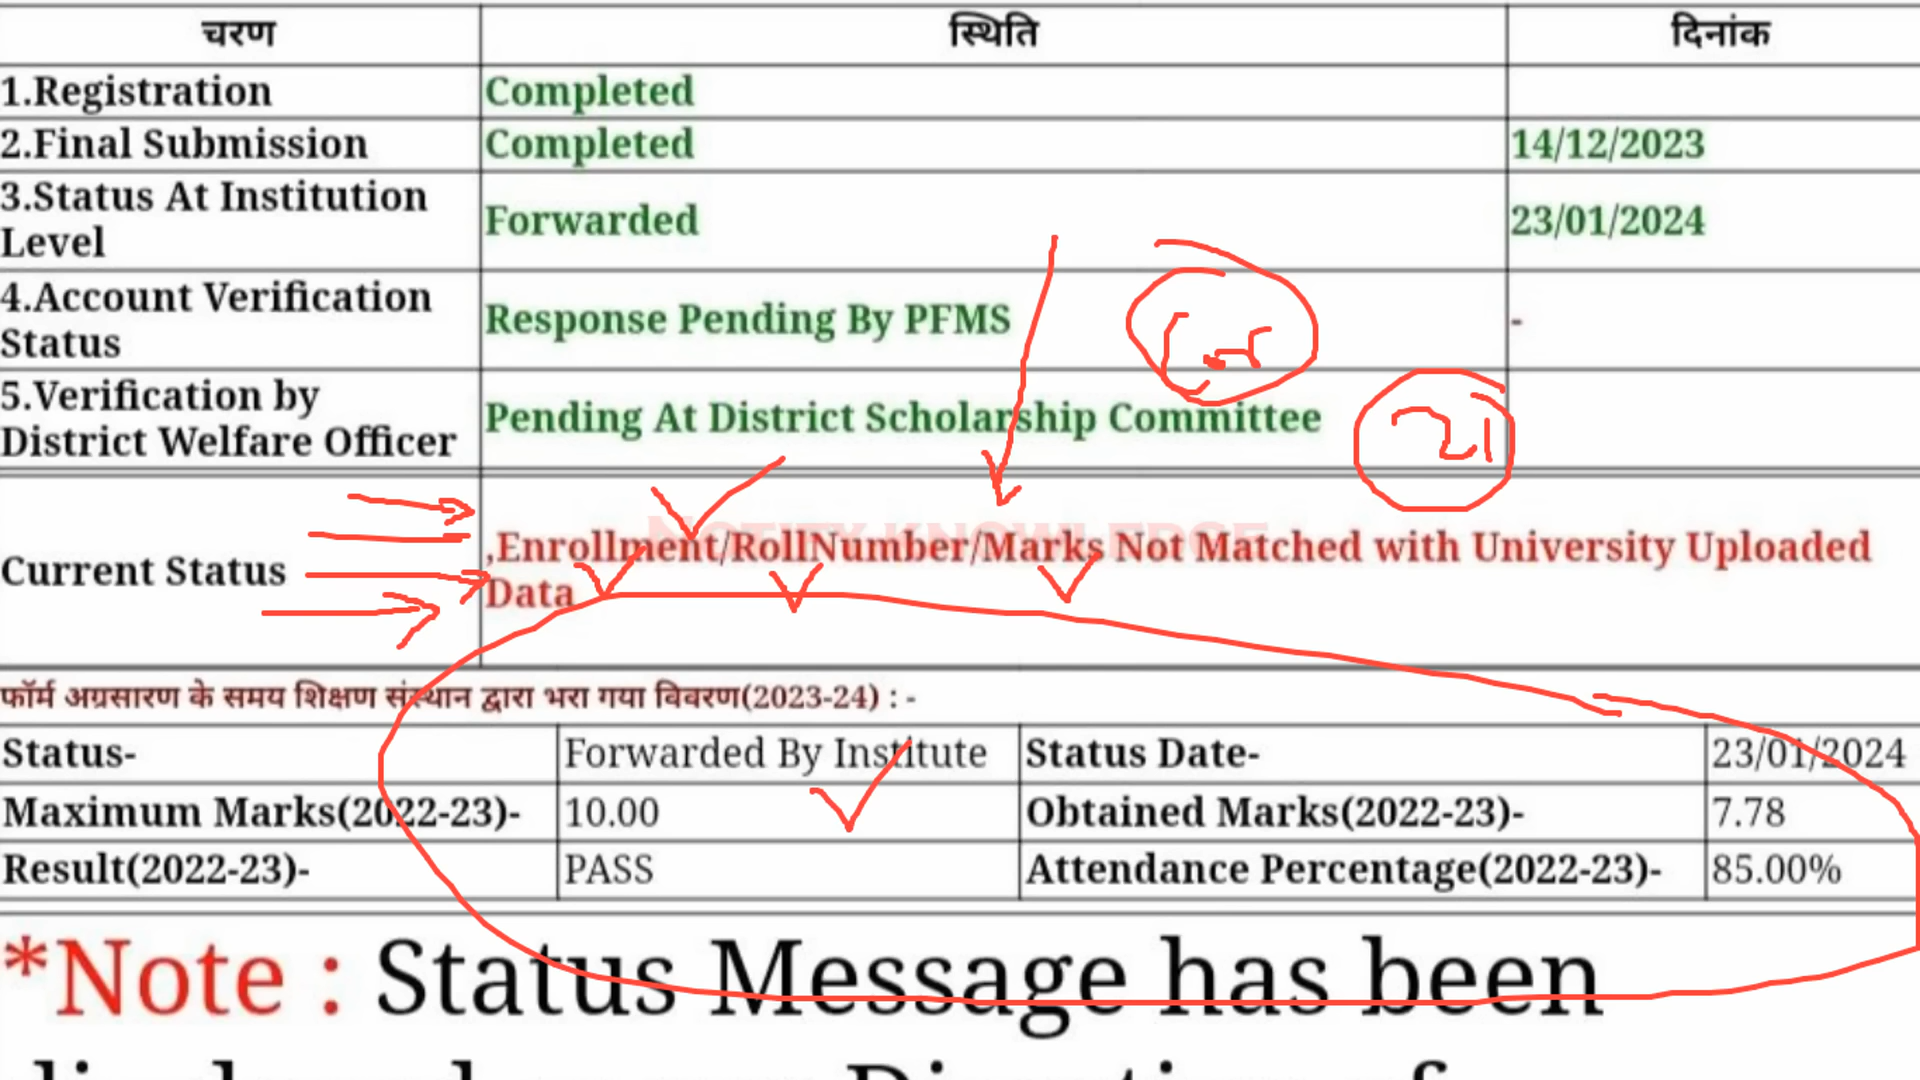 चरण स्थिति दिनांक
1.Registration Completed
2.Final Submission Completed 14/12/2023
3.Status At Institution Level Forwarded 23/01/2024
4.Account Verification Status Response Pending By PFMS -
5.Verification by District Welfare Officer Pending At District Scholarship Committee
NOTIFY KNOWLEDGE
Current Status ,Enrollment/RollNumber/Marks Not Matched with University Uploaded Data
फॉर्म अग्रसारण के समय शिक्षण संस्थान द्वारा भरा गया विवरण(2023-24) : -
Status- Forwarded By Institute Status Date- 23/01/2024
Maximum Marks(2022-23)- 10.00 Obtained Marks(2022-23)- 7.78
Result(2022-23)- PASS Attendance Percentage(2022-23)- 85.00%
*Note : Status Message has been